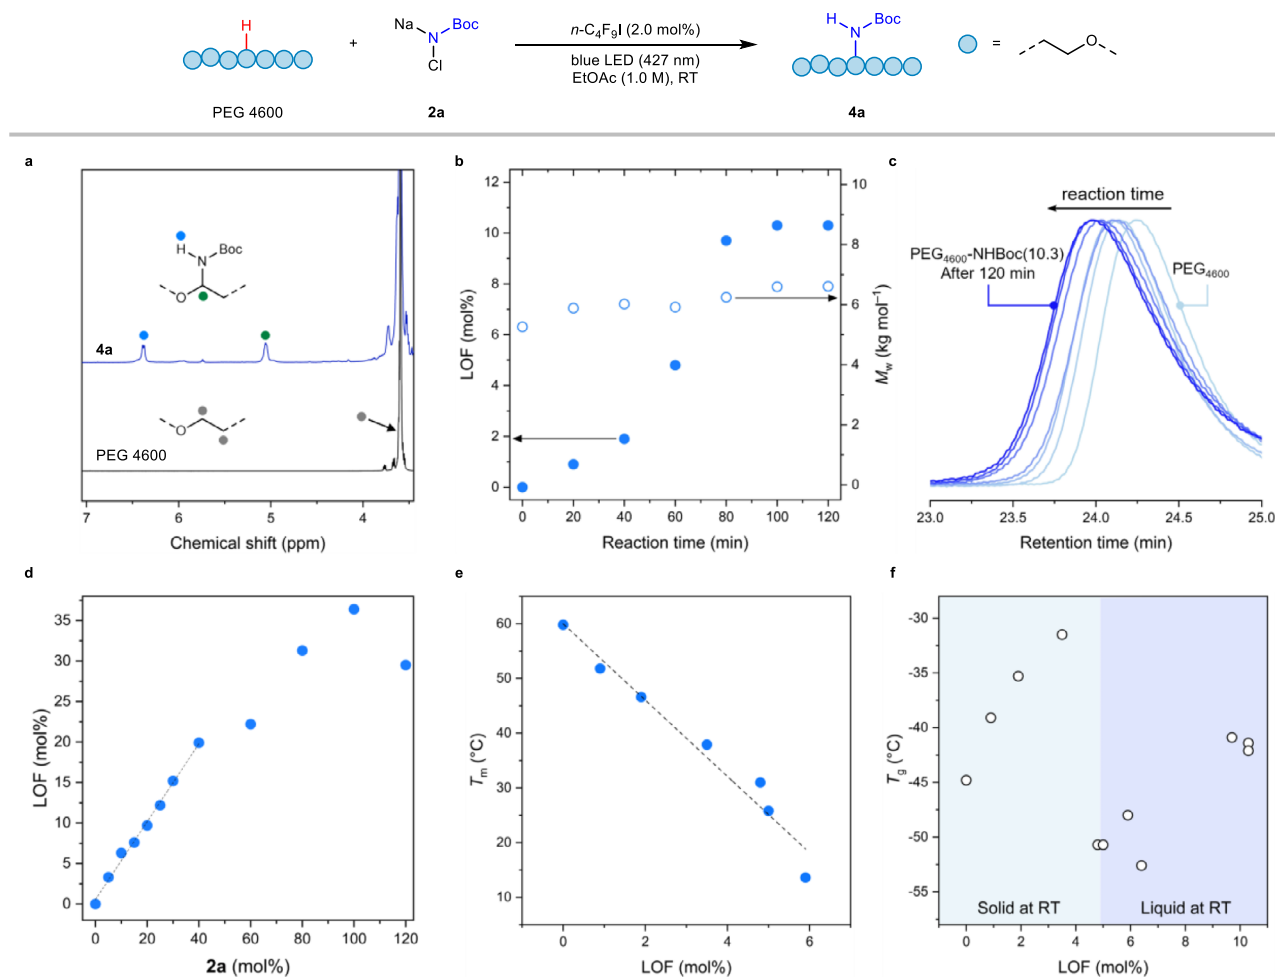 H
PEG 4600
+
Na
N
Boc
Cl
2a
n-C4F9I (2.0 mol%)
blue LED (427 nm)
EtOAc (1.0 M), RT
H
N
Boc
4a
=
O
a
H
N
Boc
O
4a
O
PEG 4600
7
6
5
4
Chemical shift (ppm)
b
LOF (mol%)
12
10
8
6
4
2
0
10
8
6
4
2
0
Mw (kg mol−1)
0
20
40
60
80
100
120
Reaction time (min)
c
reaction time
PEG4600-NHBoc(10.3)
After 120 min
PEG4600
23.0
23.5
24.0
24.5
25.0
Retention time (min)
d
LOF (mol%)
35
30
25
20
15
10
5
0
0
20
40
60
80
100
120
2a (mol%)
e
Tm (°C)
60
50
40
30
20
10
0
2
4
6
LOF (mol%)
f
Tg (°C)
-30
-35
-40
-45
-50
-55
Solid at RT
Liquid at RT
0
2
4
6
8
10
LOF (mol%)